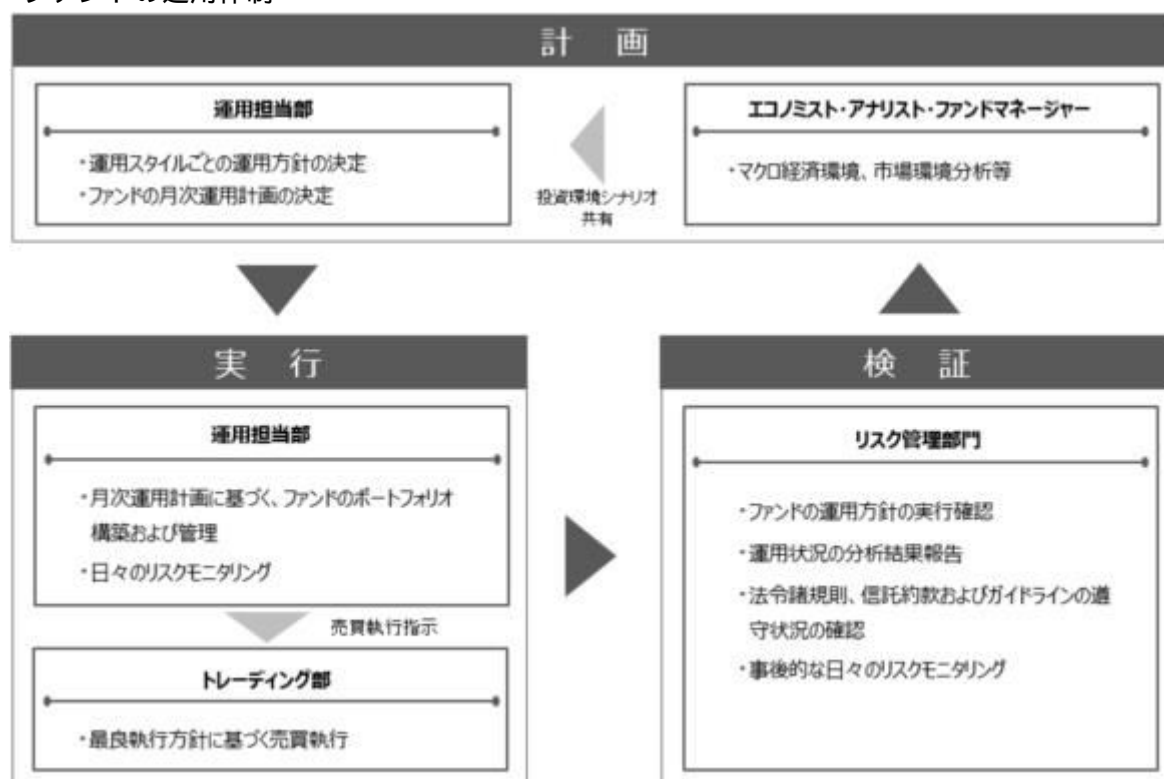 計 画
運用担当部
・運用スタイルごとの運用方針の決定
・ファンドの月次運用計画の決定
投資環境シナリオ
共有
エコノミスト・アナリスト・ファンドマネージャー
・マクロ経済環境、市場環境分析等
実 行
運用担当部
・月次運用計画に基づく、ファンドのポートフォリオ
構築および管理
・日々のリスクモニタリング
売買執行指示
トレーディング部
・最良執行方針に基づく売買執行
検 証
リスク管理部門
・ファンドの運用方針の実行確認
・運用状況の分析結果報告
・法令諸規則、信託約款およびガイドラインの遵
守状況の確認
・事後的な日々のリスクモニタリング